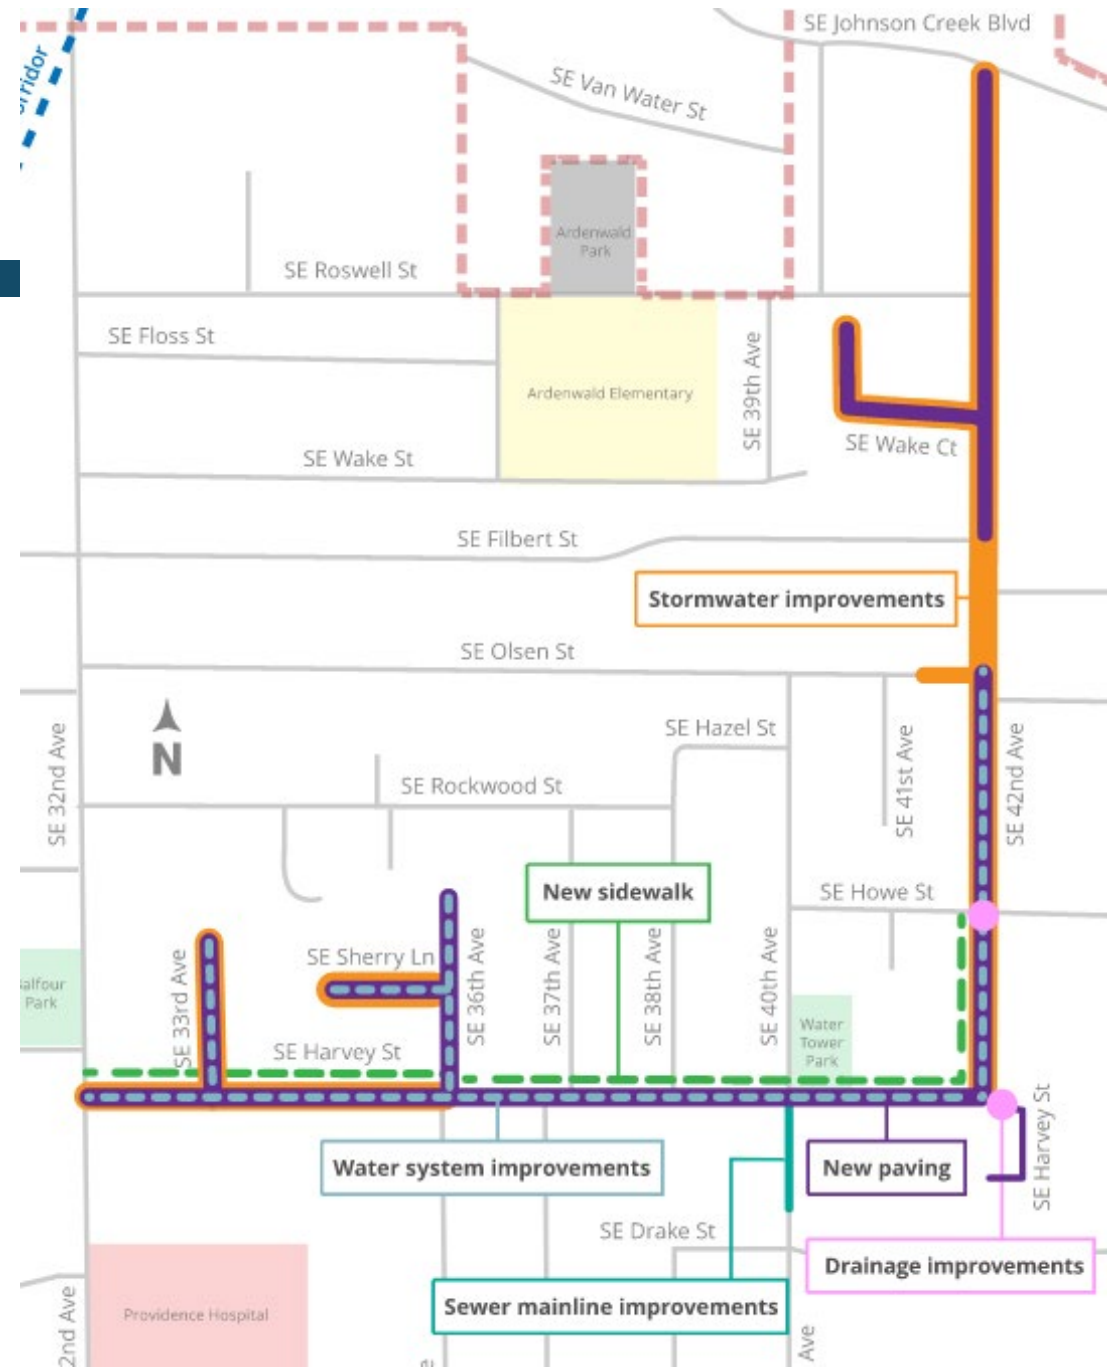 SE Johnson Creek Blvd
SE Van Water St
Ardenwald
Park
SE Roswell St
SE Floss St
Ardenwald Elementary
SE 39th Ave
SE Wake Ct
SE Wake St
SE Filbert St
Stormwater improvements
SE Olsen St
N
SE 32nd Ave
SE Hazel St
SE Rockwood St
SE 41st Ave
SE 42nd Ave
New sidewalk
SE Howe St
SE 33rd Ave
SE Sherry Ln
SE 36th Ave
SE 37th Ave
SE 38th Ave
SE 40th Ave
alfour
Park
Water
Tower
Park
SE Harvey St
Water system improvements
New paving
SE Harvey St
SE Drake St
Drainage improvements
Sewer mainline improvements
Providence Hospital
2nd Ave
Ave